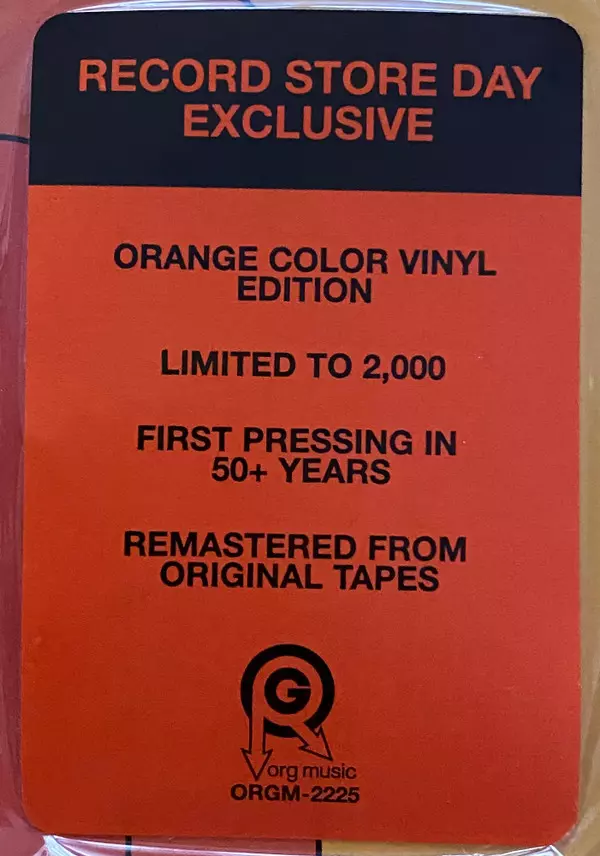 RECORD STORE DAY
EXCLUSIVE
ORANGE COLOR VINYL
EDITION
LIMITED TO 2,000
FIRST PRESSING IN
50+ YEARS
REMASTERED FROM
ORIGINAL TAPES
G
org music
ORGM-2225